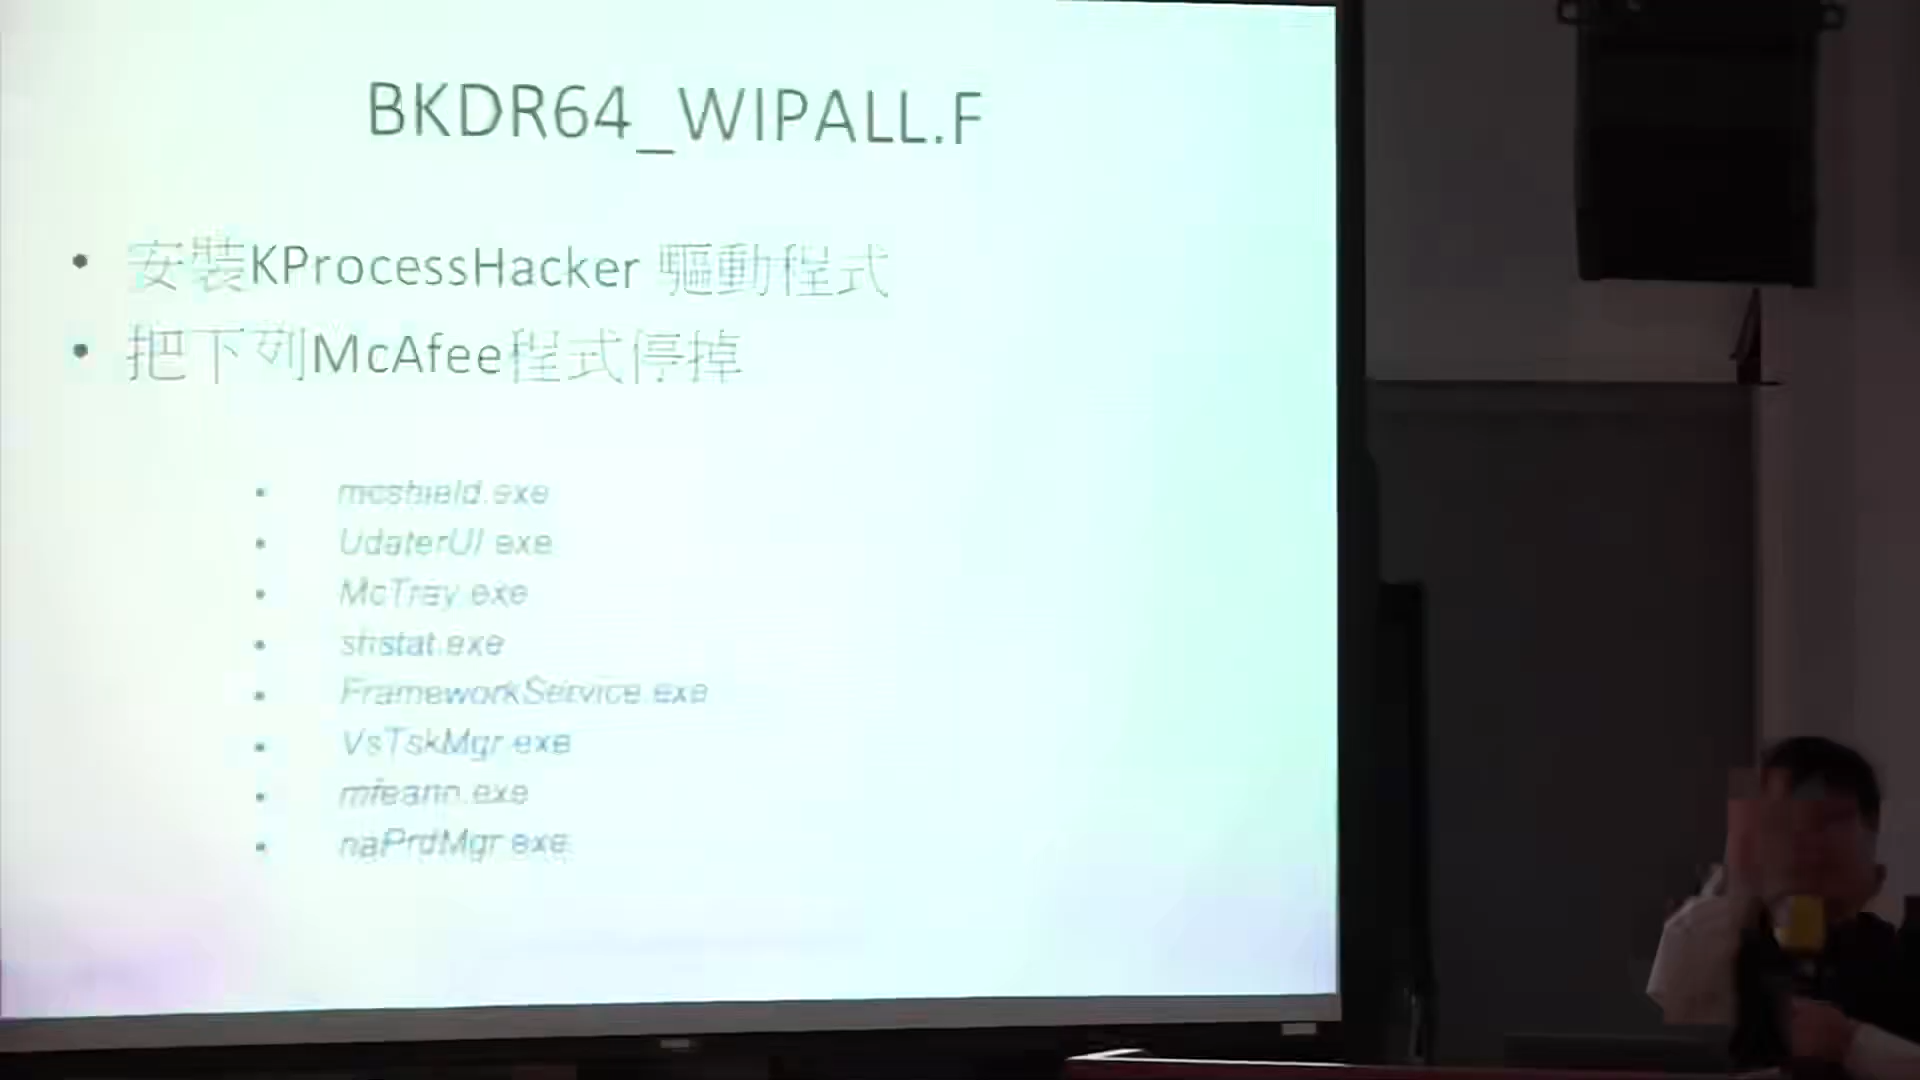 BKDR64_WIPALL.F
• 安裝KProcessHacker 驅動程式
• 把下列McAfee程式停掉
• mcshield.exe
• UdaterUI.exe
• McTray.exe
• shstat.exe
• FrameworkService.exe
• VsTskMgr.exe
• mfeann.exe
• naPrdMgr.exe